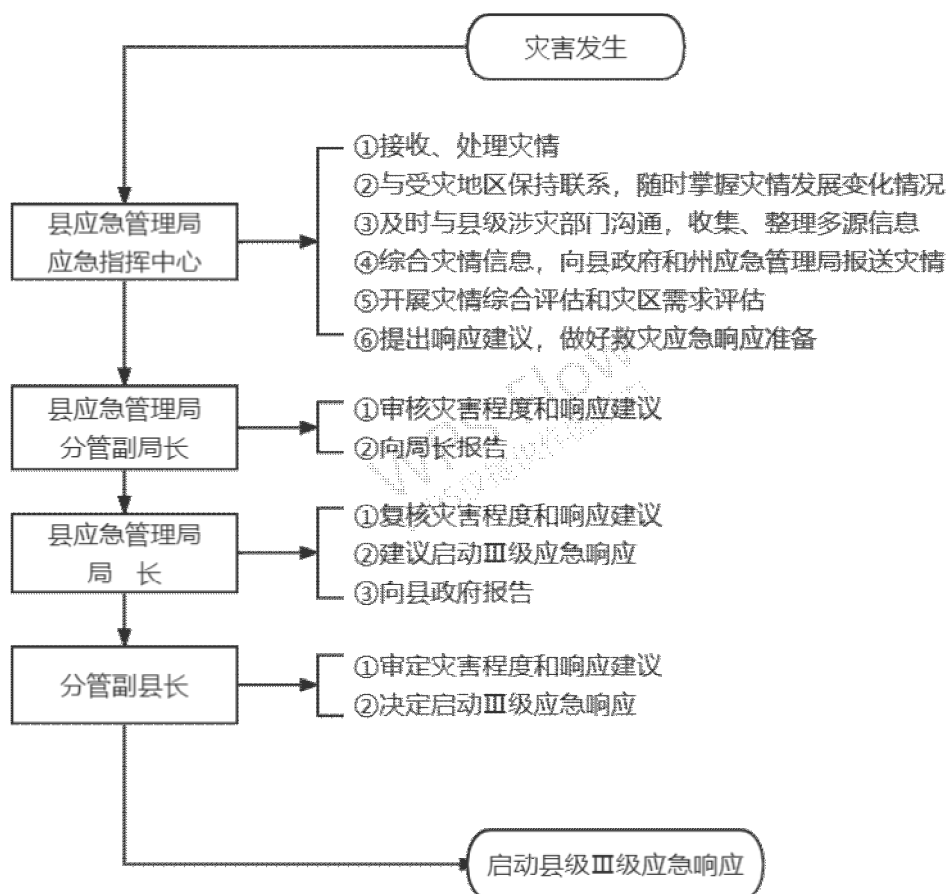 灾害发生
①接收、处理灾情
②与受灾地区保持联系，随时掌握灾情发展变化情况
县应急管理局
应急指挥中心
③及时与县级涉灾部门沟通，收集、整理多源信息
④综合灾情信息，向县政府和州应急管理局报送灾情
⑤开展灾情综合评估和灾区需求评估
⑥提出响应建议，做好救灾应急响应准备
县应急管理局
分管副局长
①审核灾害程度和响应建议
②向局长报告
县应急管理局
局 长
①复核灾害程度和响应建议
②建议启动Ⅲ级应急响应
③向县政府报告
分管副县长
①审定灾害程度和响应建议
②决定启动Ⅲ级应急响应
启动县级Ⅲ级应急响应